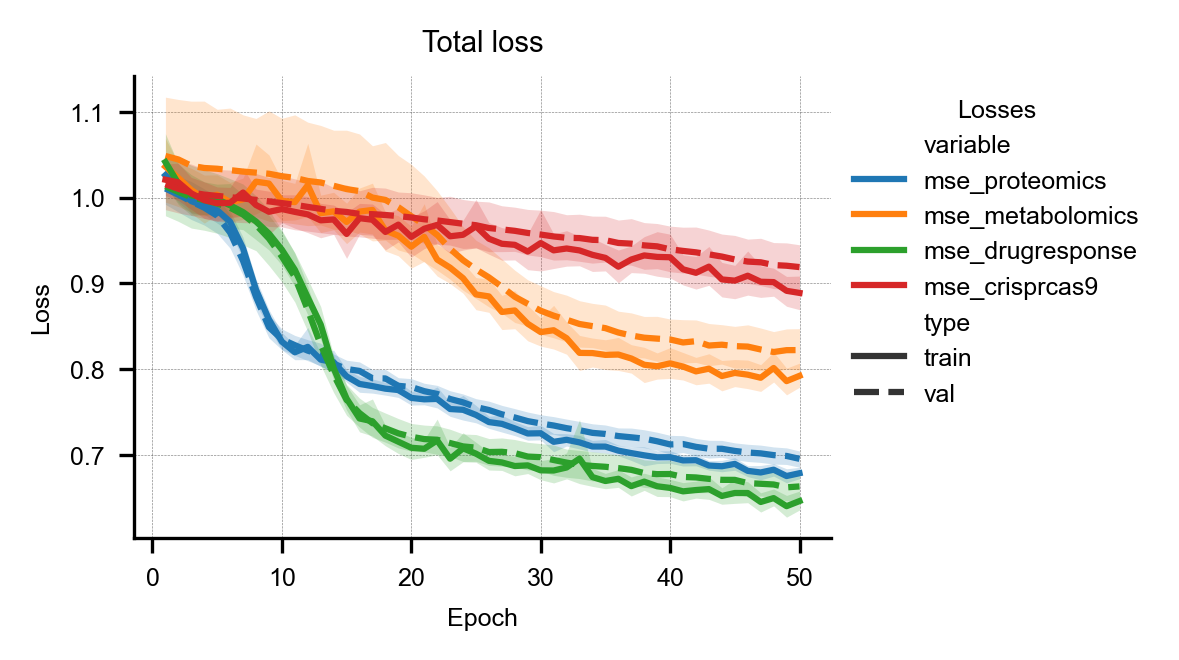 Total loss
Loss
1.1
1.0
0.9
0.8
0.7
0 10 20 30 40 50
Epoch
Losses
variable
mse_proteomics
mse_metabolomics
mse_drugresponse
mse_crisprcas9
type
train
val